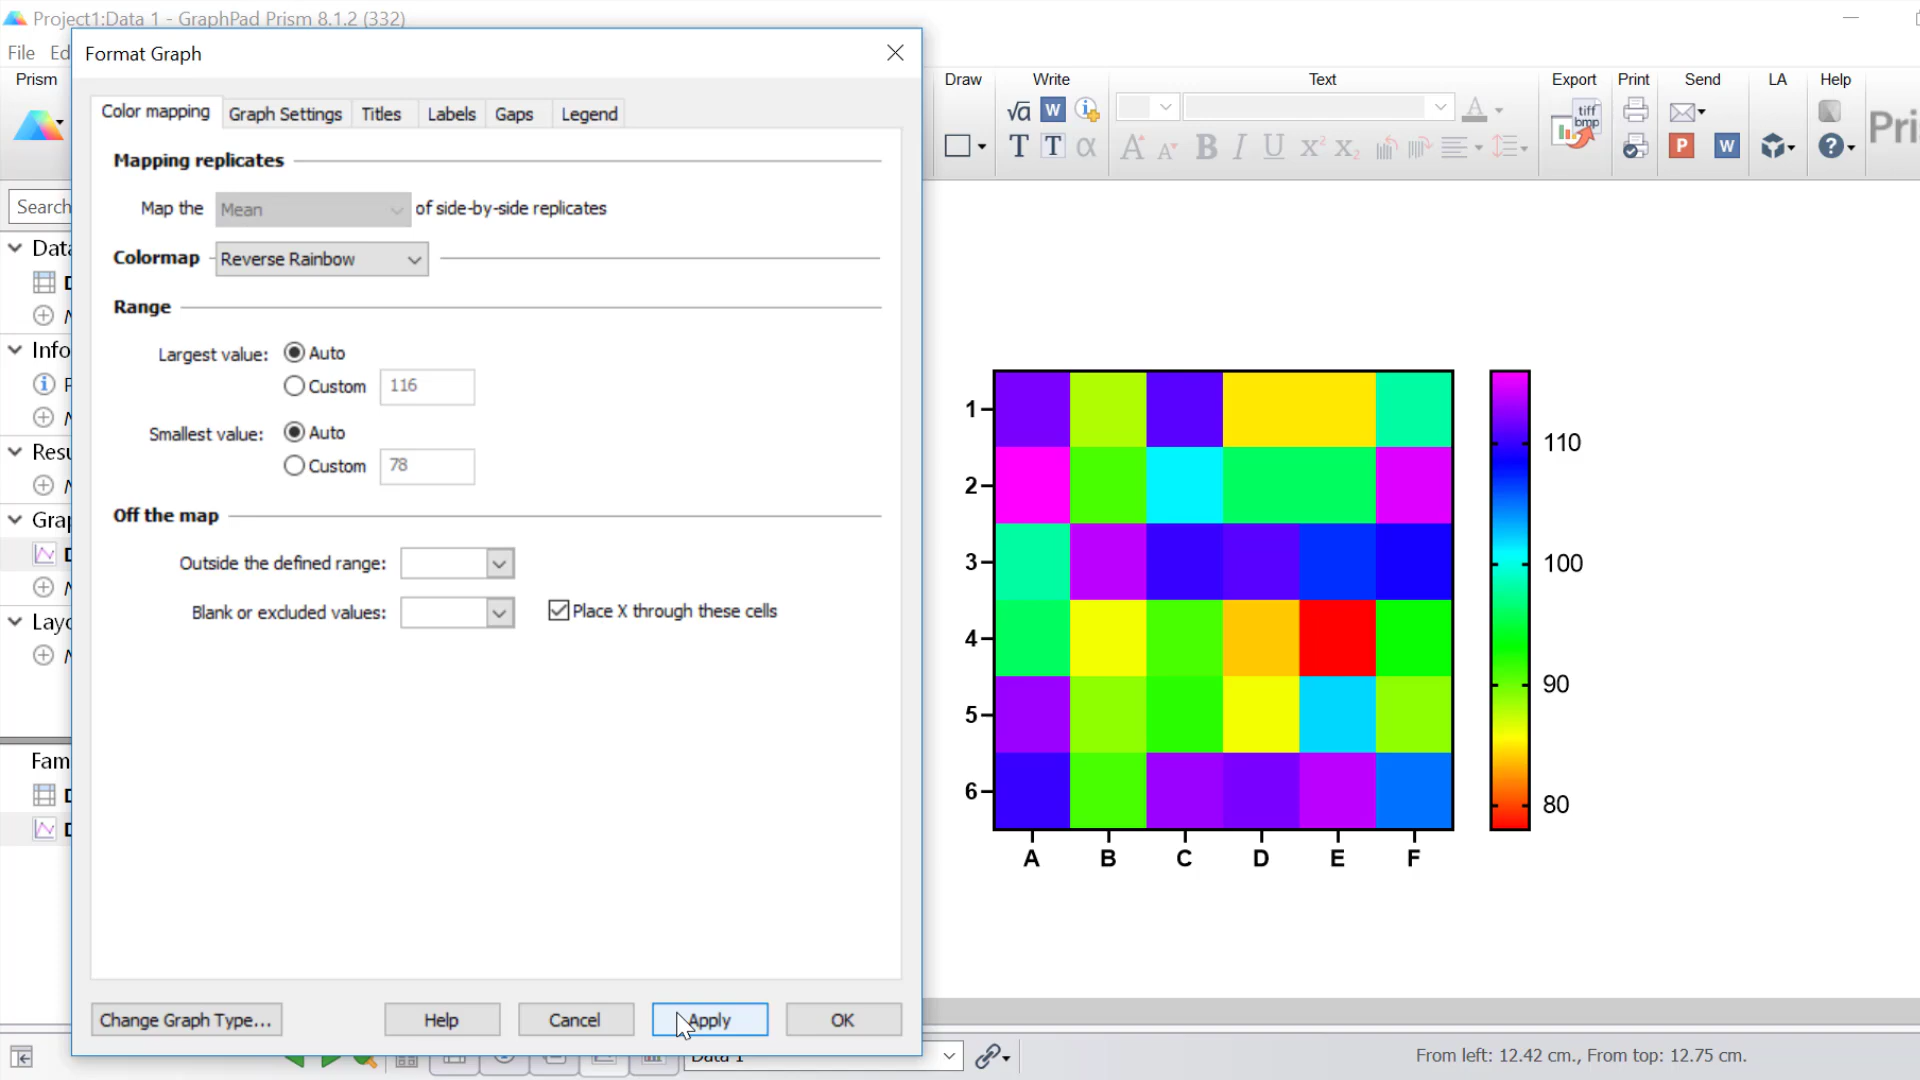 Project1:Data 1 - GraphPad Prism 8.1.2 (332)
File Ed
Format Graph
Prism
Draw Write Text Export Print Send LA Help
tiff
bmp
Pri
Color mapping Graph Settings Titles Labels Gaps Legend
Mapping replicates
Map the Mean of side-by-side replicates
Search
Data
Colormap Reverse Rainbow
Range
Largest value: Auto
Custom 116
Smallest value: Auto
Custom 78
Info
Resu
Off the map
Grap
Outside the defined range:
Blank or excluded values: Place X through these cells
Layo
Fam
1
2
3
4
5
6
A B C D E F
110
100
90
80
Change Graph Type... Help Cancel Apply OK
Data 1
From left: 12.42 cm., From top: 12.75 cm.